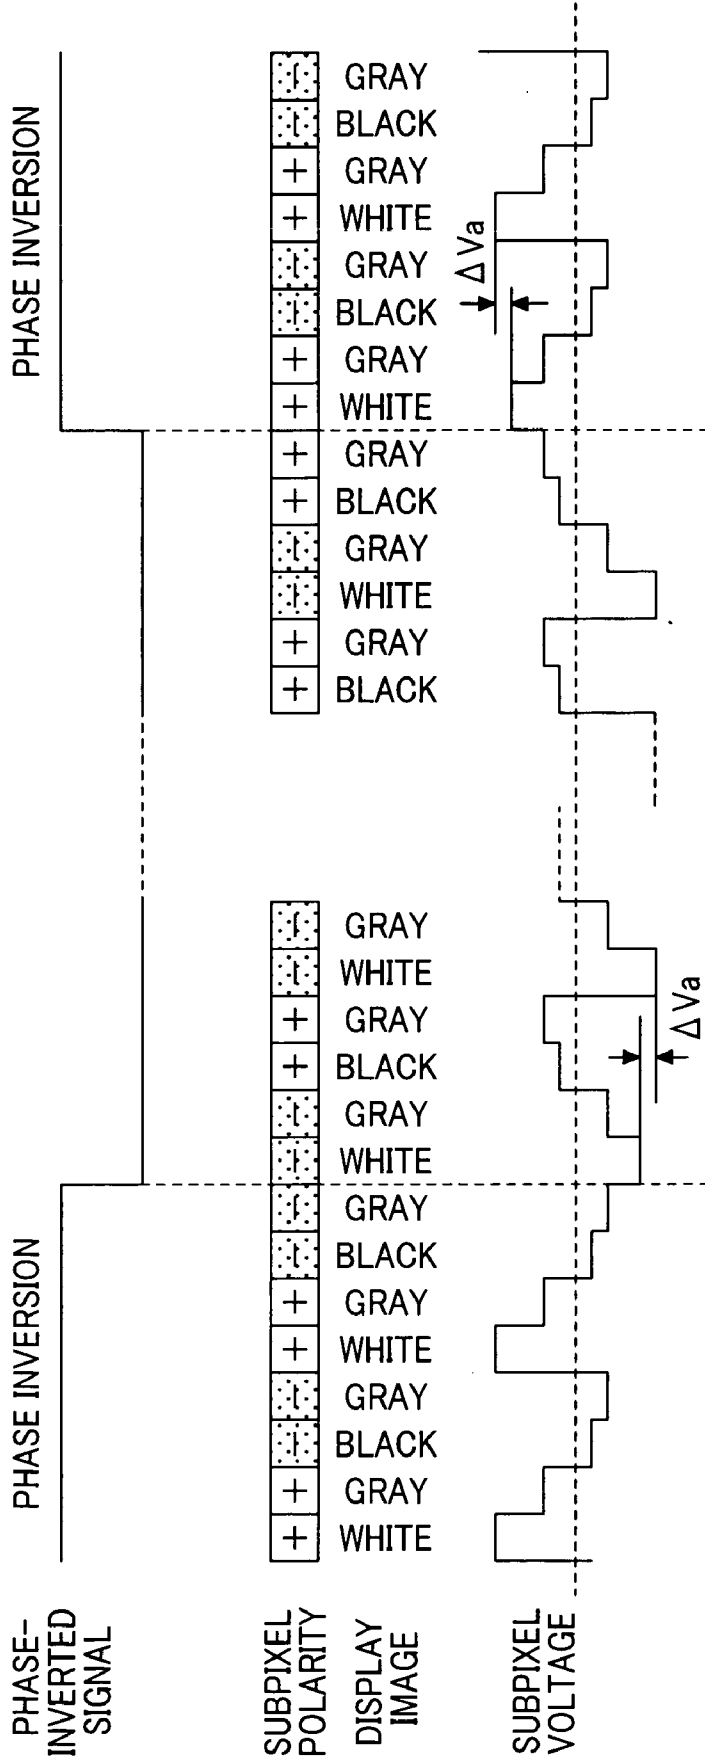 PHASE-
INVERTED
SIGNAL
PHASE INVERSION
PHASE INVERSION
SUBPIXEL
POLARITY
+ + − − + + − − − − + + − −
+ + − − + + + + − − + + − −
DISPLAY
IMAGE
WHITE
GRAY
BLACK
GRAY
WHITE
GRAY
BLACK
GRAY
WHITE
GRAY
BLACK
GRAY
WHITE
GRAY
BLACK
GRAY
WHITE
GRAY
BLACK
GRAY
WHITE
GRAY
BLACK
GRAY
WHITE
GRAY
BLACK
GRAY
SUBPIXEL
VOLTAGE
ΔVa
ΔVa